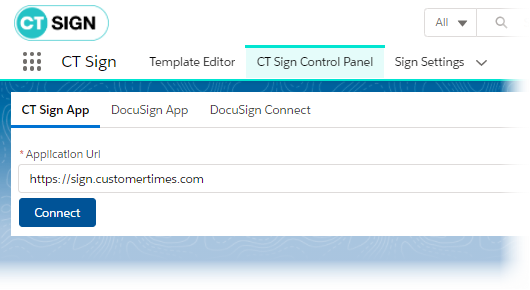 CT SIGN
All
CT Sign Template Editor CT Sign Control Panel Sign Settings
CT Sign App DocuSign App DocuSign Connect
* Application Url
https://sign.customertimes.com
Connect